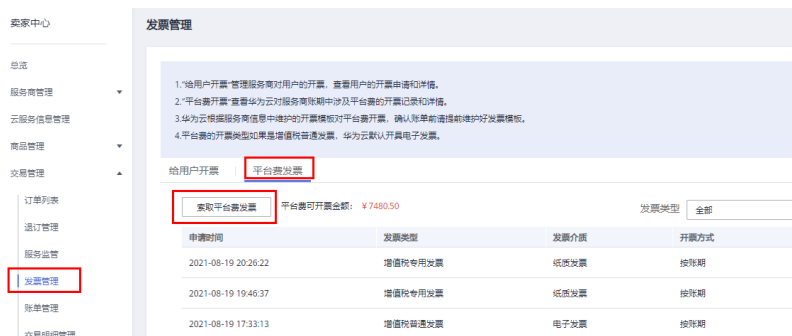 卖家中心
总览
服务商管理
云服务信息管理
商品管理
交易管理
订单列表
退订管理
服务监管
发票管理
账单管理
交易明细管理
发票管理
1."给用户开票"管理服务商对用户的开票，查看用户的开票申请和详情。
2."平台费开票"查看华为云对服务商账期中涉及平台费的开票记录和详情。
3.华为云根据服务商信息中维护的开票模板对平台费开票，确认账单前请提前维护好发票模板。
4.平台费的开票类型如果是增值税普通发票，华为云默认开具电子发票。
给用户开票 平台费发票
索取平台费发票 平台费可开票金额： ¥7480.50 发票类型 全部
申请时间 发票类型 发票介质 开票方式
2021-08-19 20:26:22 增值税专用发票 纸质发票 按账期
2021-08-19 19:46:37 增值税专用发票 纸质发票 按账期
2021-08-19 17:33:13 增值税普通发票 电子发票 按账期